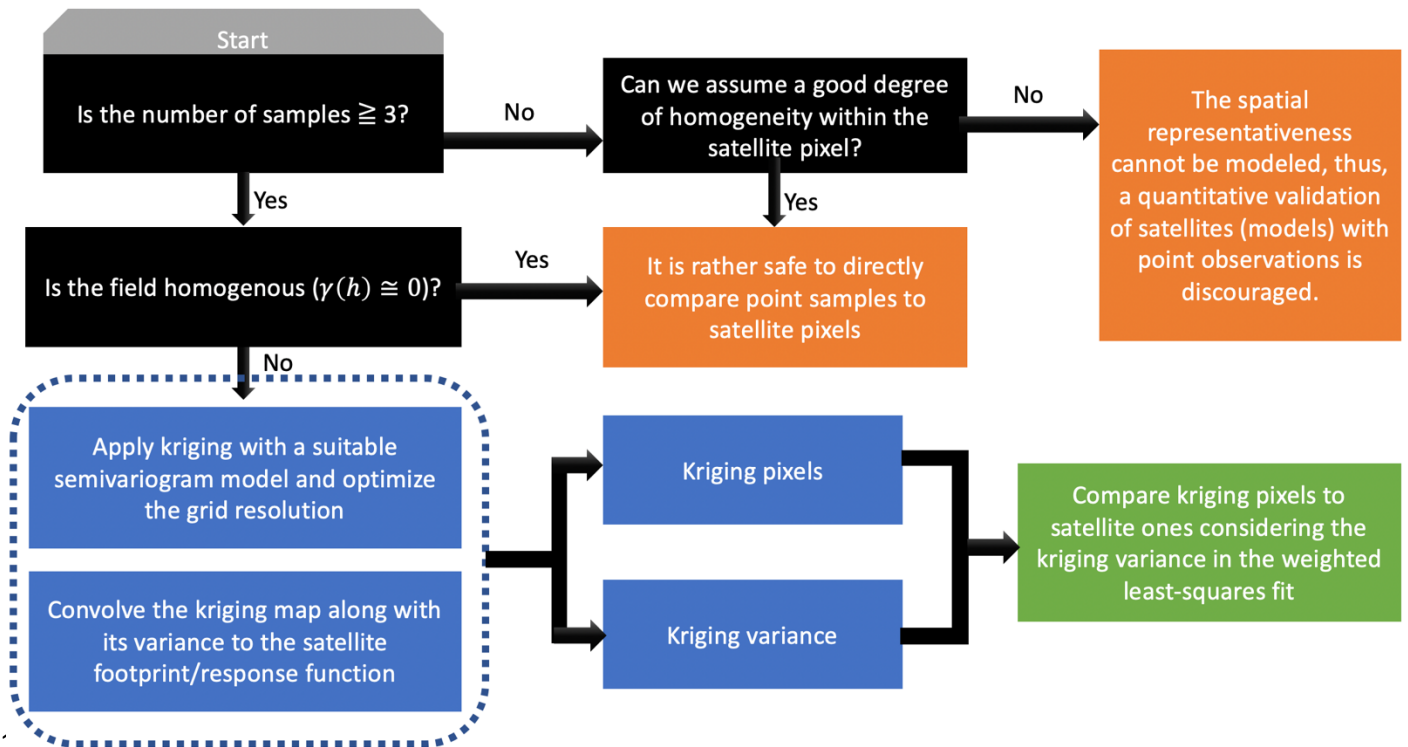 Start
Is the number of samples ≧ 3?
No
Can we assume a good degree
of homogeneity within the
satellite pixel?
No
The spatial
representativeness
cannot be modeled, thus,
a quantitative validation
of satellites (models) with
point observations is
discouraged.
Yes
Yes
Is the field homogenous (γ(h) ≅ 0)?
Yes
It is rather safe to directly
compare point samples to
satellite pixels
No
Apply kriging with a suitable
semivariogram model and optimize
the grid resolution
Convolve the kriging map along with
its variance to the satellite
footprint/response function
Kriging pixels
Kriging variance
Compare kriging pixels to
satellite ones considering the
kriging variance in the weighted
least-squares fit